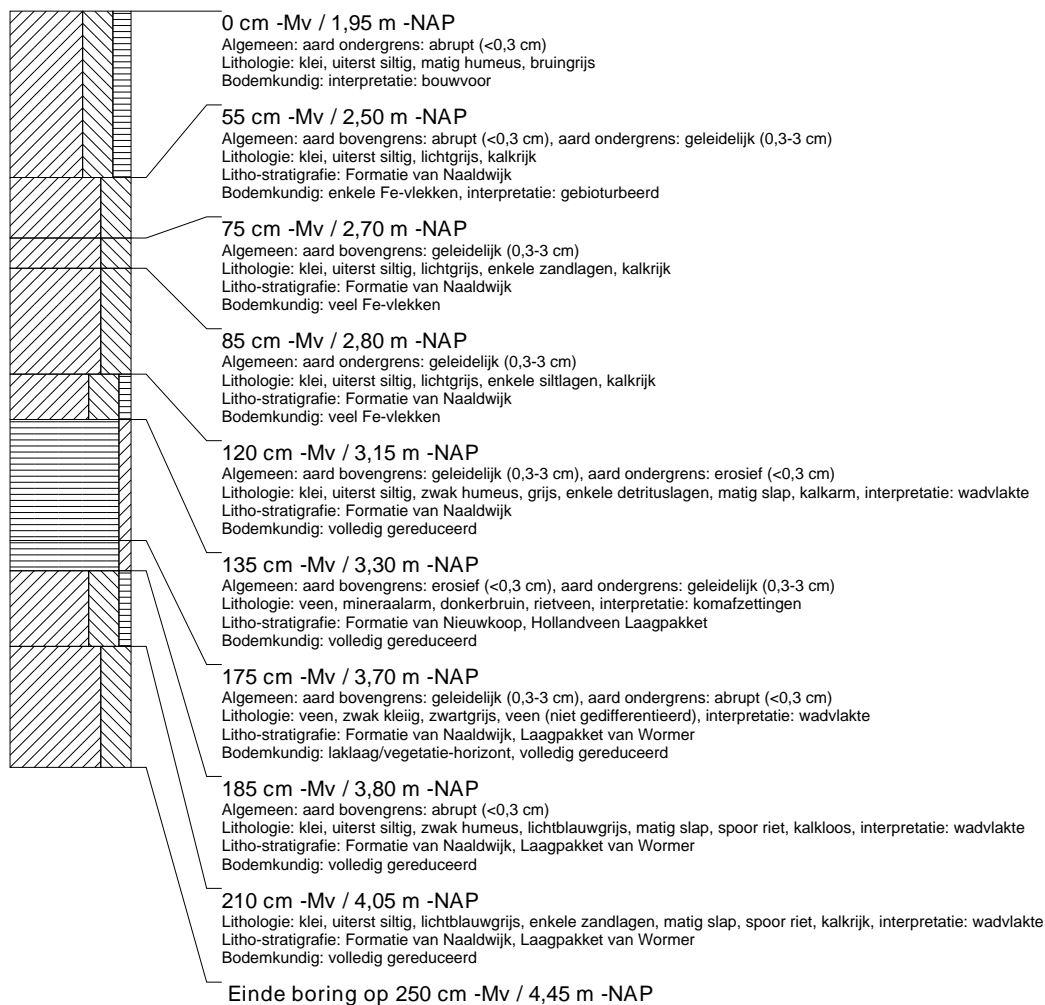 0 cm -Mv / 1,95 m -NAP
Algemeen: aard ondergrens: abrupt (<0,3 cm)
Lithologie: klei, uiterst siltig, matig humeus, bruingrijs
Bodemkundig: interpretatie: bouwvoor
55 cm -Mv / 2,50 m -NAP
Algemeen: aard bovengrens: abrupt (<0,3 cm), aard ondergrens: geleidelijk (0,3-3 cm)
Lithologie: klei, uiterst siltig, lichtgrijs, kalkrijk
Litho-stratigrafie: Formatie van Naaldwijk
Bodemkundig: enkele Fe-vlekken, interpretatie: gebioturbeerd
75 cm -Mv / 2,70 m -NAP
Algemeen: aard bovengrens: geleidelijk (0,3-3 cm)
Lithologie: klei, uiterst siltig, lichtgrijs, enkele zandlagen, kalkrijk
Litho-stratigrafie: Formatie van Naaldwijk
Bodemkundig: veel Fe-vlekken
85 cm -Mv / 2,80 m -NAP
Algemeen: aard ondergrens: geleidelijk (0,3-3 cm)
Lithologie: klei, uiterst siltig, lichtgrijs, enkele siltlagen, kalkrijk
Litho-stratigrafie: Formatie van Naaldwijk
Bodemkundig: veel Fe-vlekken
120 cm -Mv / 3,15 m -NAP
Algemeen: aard bovengrens: geleidelijk (0,3-3 cm), aard ondergrens: erosief (<0,3 cm)
Lithologie: klei, uiterst siltig, zwak humeus, grijs, enkele detrituslagen, matig slap, kalkarm, interpretatie: wadvlakte
Litho-stratigrafie: Formatie van Naaldwijk
Bodemkundig: volledig gereduceerd
135 cm -Mv / 3,30 m -NAP
Algemeen: aard bovengrens: erosief (<0,3 cm), aard ondergrens: geleidelijk (0,3-3 cm)
Lithologie: veen, mineraalarm, donkerbruin, rietveen, interpretatie: komafzettingen
Litho-stratigrafie: Formatie van Nieuwkoop, Hollandveen Laagpakket
Bodemkundig: volledig gereduceerd
175 cm -Mv / 3,70 m -NAP
Algemeen: aard bovengrens: geleidelijk (0,3-3 cm), aard ondergrens: abrupt (<0,3 cm)
Lithologie: veen, zwak kleiig, zwartgrijs, veen (niet gedifferentieerd), interpretatie: wadvlakte
Litho-stratigrafie: Formatie van Naaldwijk, Laagpakket van Wormer
Bodemkundig: laklaag/vegetatie-horizont, volledig gereduceerd
185 cm -Mv / 3,80 m -NAP
Algemeen: aard bovengrens: abrupt (<0,3 cm)
Lithologie: klei, uiterst siltig, zwak humeus, lichtblauwgrijs, matig slap, spoor riet, kalkloos, interpretatie: wadvlakte
Litho-stratigrafie: Formatie van Naaldwijk, Laagpakket van Wormer
Bodemkundig: volledig gereduceerd
210 cm -Mv / 4,05 m -NAP
Lithologie: klei, uiterst siltig, lichtblauwgrijs, enkele zandlagen, matig slap, spoor riet, kalkrijk, interpretatie: wadvlakte
Litho-stratigrafie: Formatie van Naaldwijk, Laagpakket van Wormer
Bodemkundig: volledig gereduceerd
Einde boring op 250 cm -Mv / 4,45 m -NAP